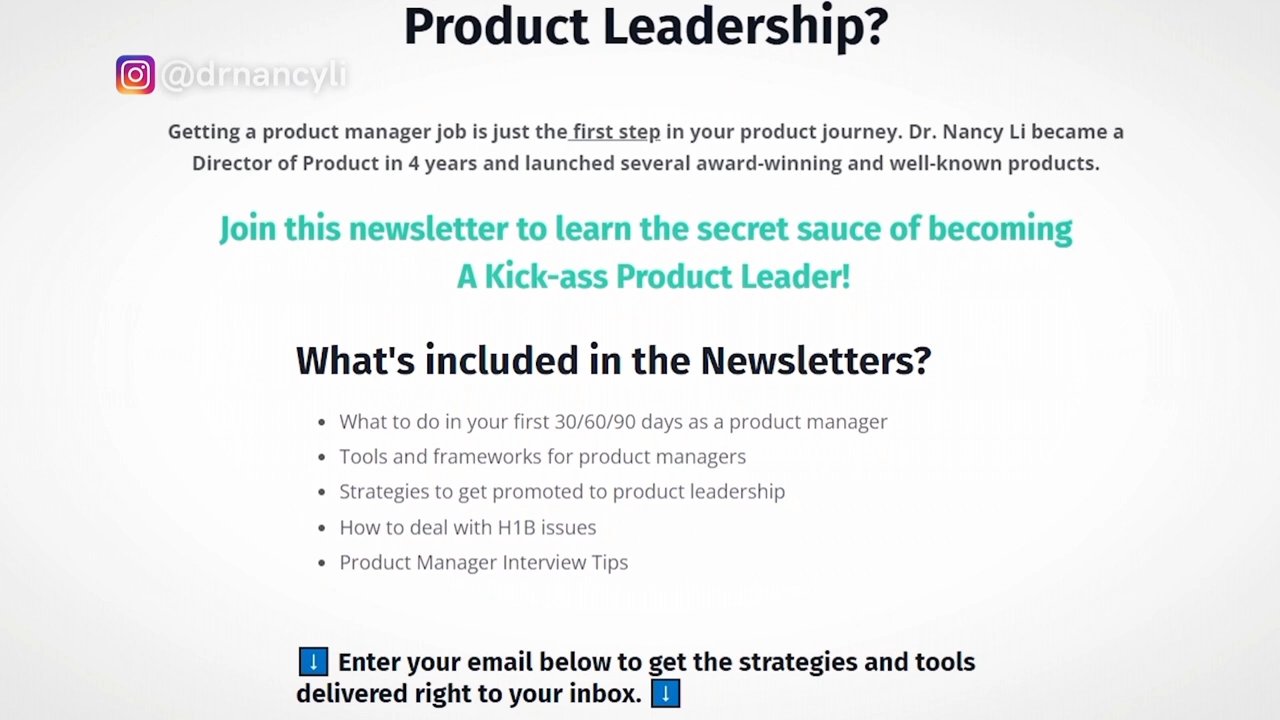 Product Leadership?
@drnancyli
Getting a product manager job is just the first step in your product journey. Dr. Nancy Li became a
Director of Product in 4 years and launched several award-winning and well-known products.
Join this newsletter to learn the secret sauce of becoming
A Kick-ass Product Leader!
What's included in the Newsletters?
• What to do in your first 30/60/90 days as a product manager
• Tools and frameworks for product managers
• Strategies to get promoted to product leadership
• How to deal with H1B issues
• Product Manager Interview Tips
⬇ Enter your email below to get the strategies and tools
delivered right to your inbox. ⬇